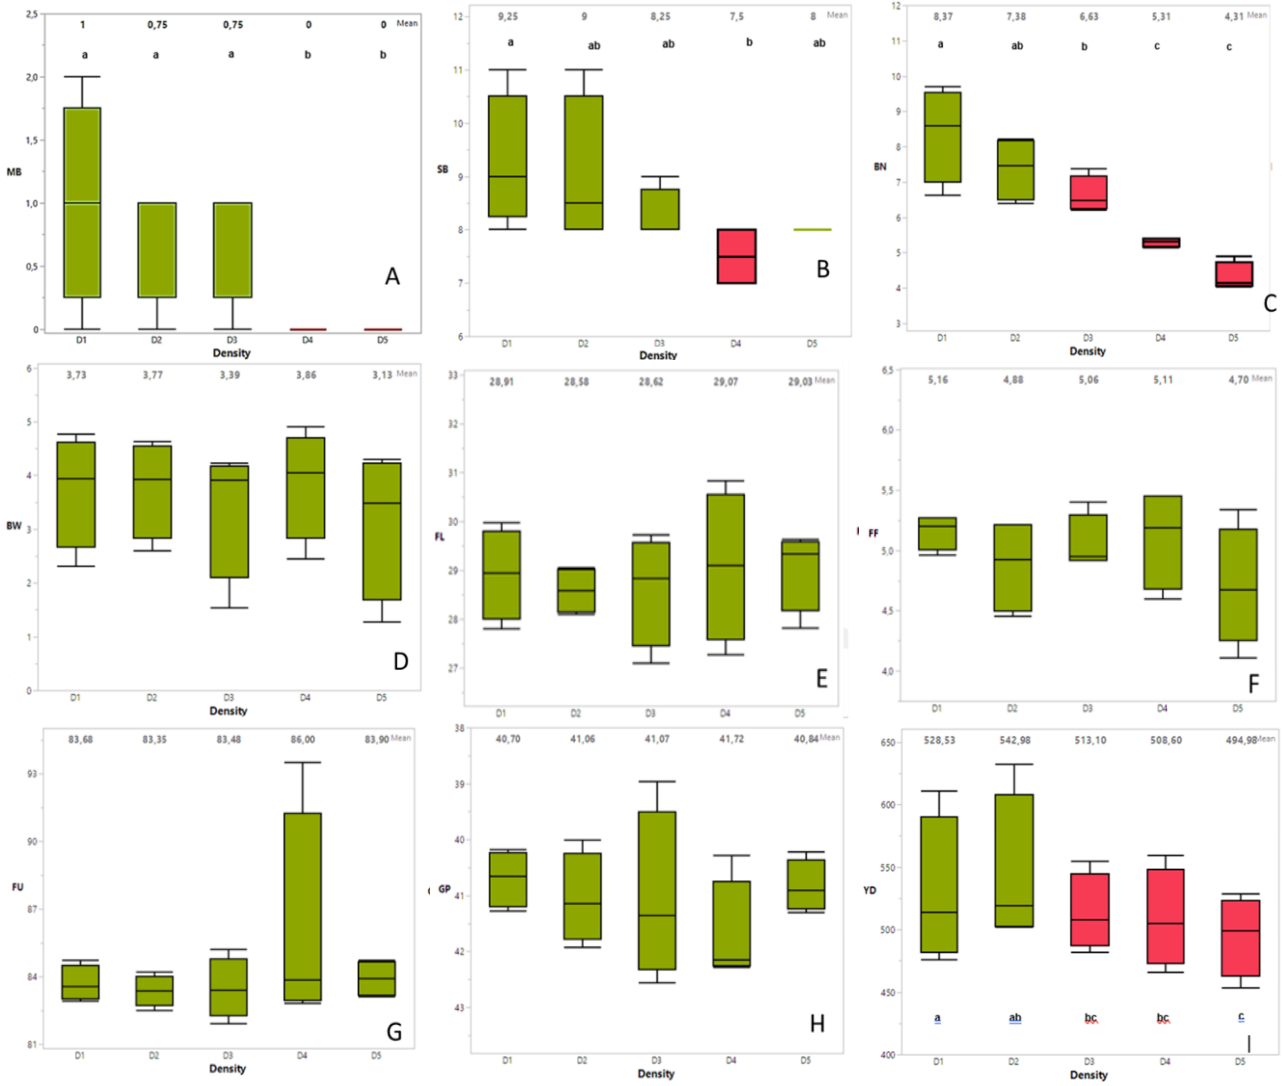 2,5
1 0,75 0,75 0 0 Mean
a a a b b
2,0
1,5
MB
1,0
0,5
A
0
D1 D2 D3 D4 D5
Density
12
9,25 9 8,25 7,5 8 Mean
a ab ab b ab
11
10
SB
9
8
B
7
6
D1 D2 D3 D4 D5
Density
12
8,37 7,38 6,63 5,31 4,31 Mean
11
a ab b c c
10
9
8
BN
7
6
5
4
C
3
D1 D2 D3 D4 D5
Density
6
3,73 3,77 3,39 3,86 3,13 Mean
5
4
BW
3
2
1
D
0
D1 D2 D3 D4 D5
Density
33
28,91 28,58 28,62 29,07 29,03 Mean
32
31
30
FL
29
28
27
E
D1 D2 D3 D4 D5
Density
6,5
5,16 4,88 5,06 5,11 4,70 Mean
6,0
5,5
FF
5,0
4,5
4,0
F
D1 D2 D3 D4 D5
Density
83,68 83,35 83,48 86,00 83,90 Mean
93
90
FU
87
84
G
81
D1 D2 D3 D4 D5
Density
38
40,70 41,06 41,07 41,72 40,84 Mean
39
40
GP
41
42
43
H
D1 D2 D3 D4 D5
Density
650
528,53 542,98 513,10 508,60 494,98 Mean
600
550
YD
500
450
a ab bc bc c
I
400
D1 D2 D3 D4 D5
Density